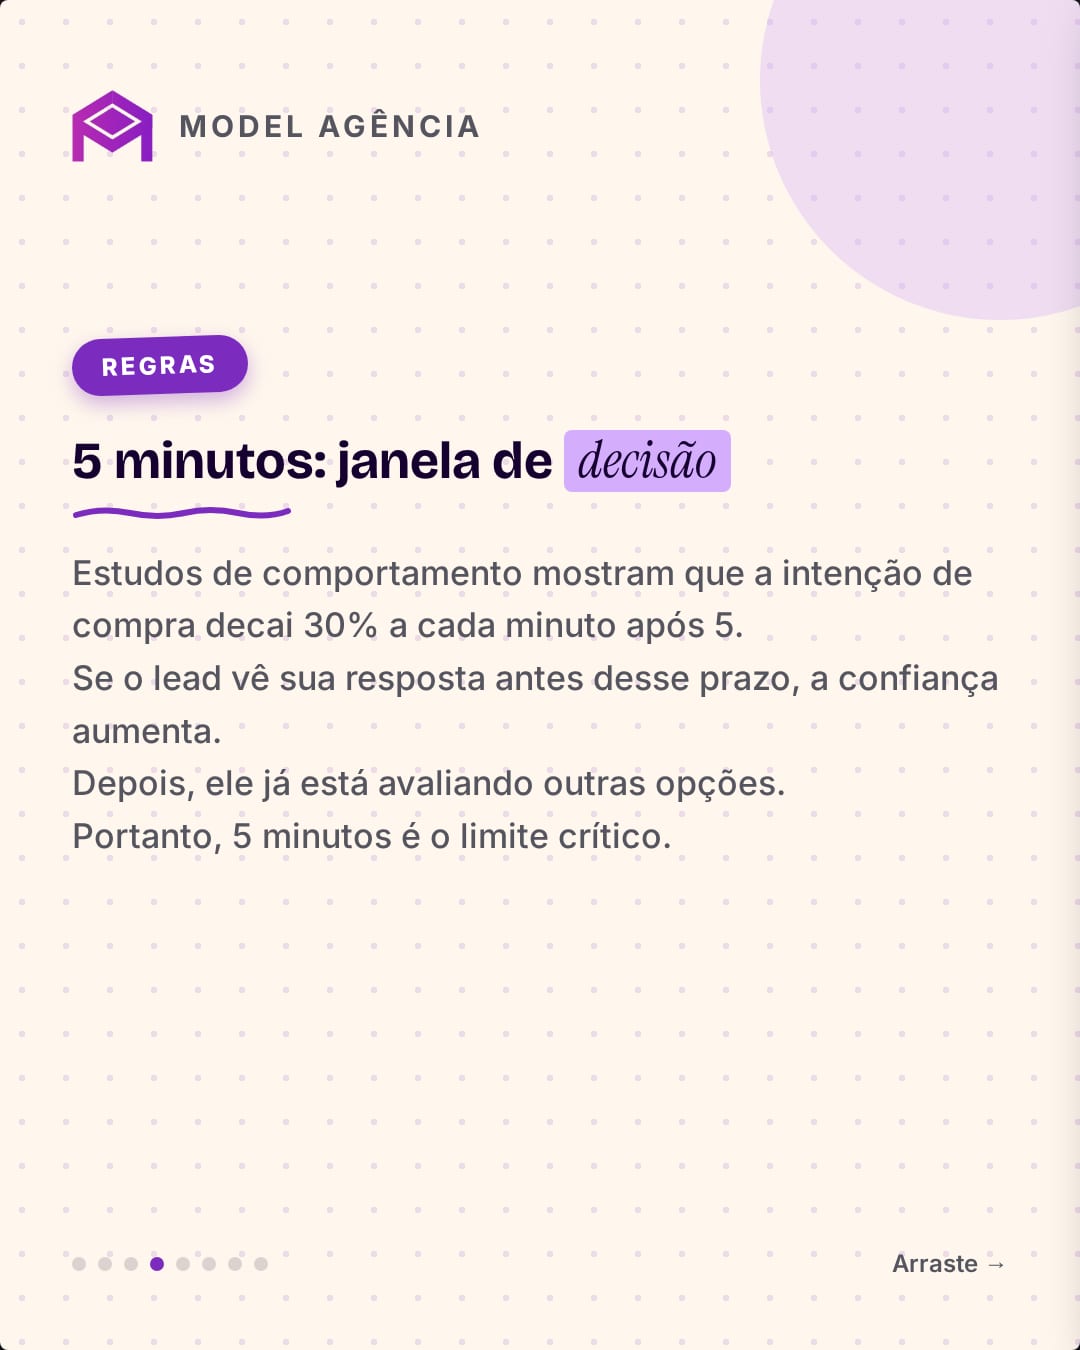 MODEL AGÊNCIA
REGRAS
5 minutos: janela de decisão
Estudos de comportamento mostram que a intenção de
compra decai 30% a cada minuto após 5.
Se o lead vê sua resposta antes desse prazo, a confiança
aumenta.
Depois, ele já está avaliando outras opções.
Portanto, 5 minutos é o limite crítico.
Arraste →